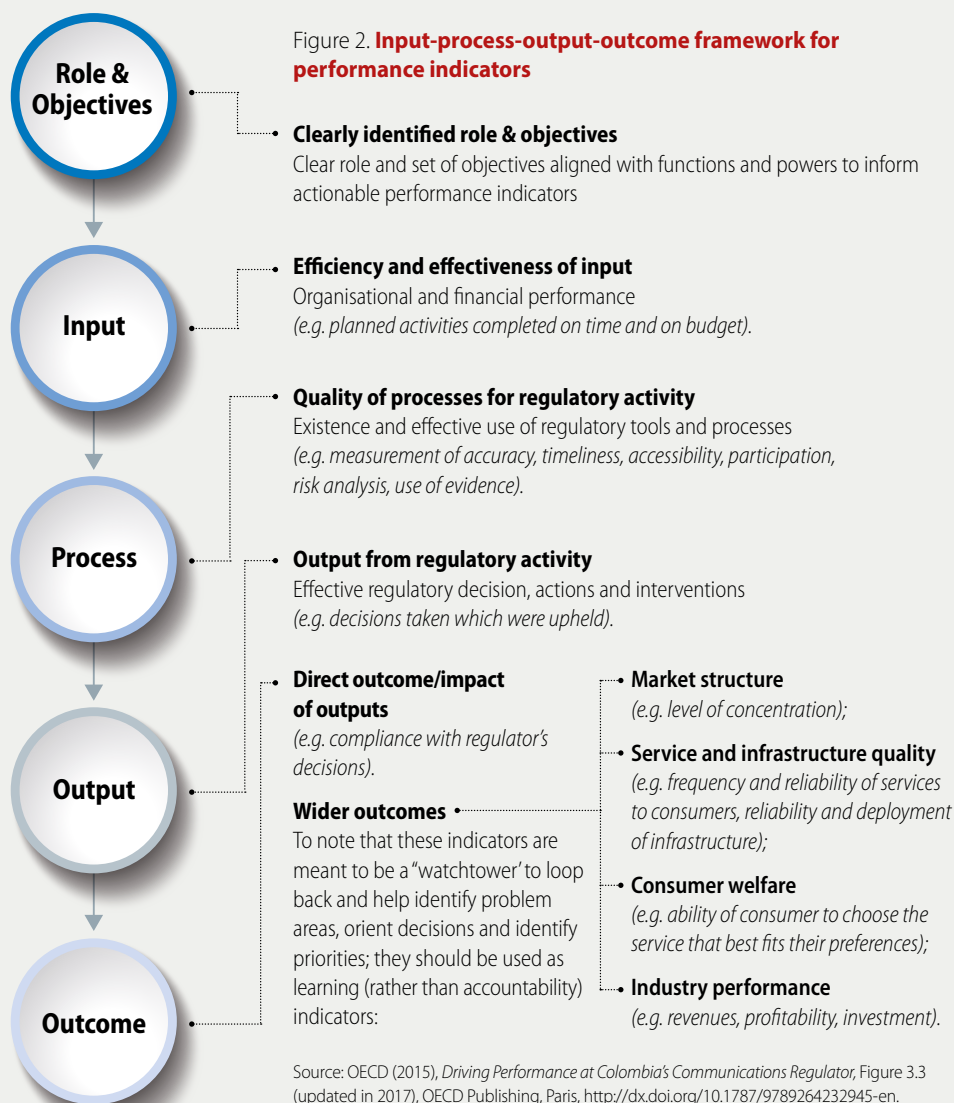 Figure 2. Input-process-output-outcome framework for
performance indicators
Role &
Objectives
Clearly identified role & objectives
Clear role and set of objectives aligned with functions and powers to inform
actionable performance indicators
Input
Efficiency and effectiveness of input
Organisational and financial performance
(e.g. planned activities completed on time and on budget).
Process
Quality of processes for regulatory activity
Existence and effective use of regulatory tools and processes
(e.g. measurement of accuracy, timeliness, accessibility, participation,
risk analysis, use of evidence).
Output
Output from regulatory activity
Effective regulatory decision, actions and interventions
(e.g. decisions taken which were upheld).
Outcome
Direct outcome/impact
of outputs
(e.g. compliance with regulator's
decisions).
Wider outcomes
To note that these indicators are
meant to be a “watchtower’ to loop
back and help identify problem
areas, orient decisions and identify
priorities; they should be used as
learning (rather than accountability)
indicators:
Market structure
(e.g. level of concentration);
Service and infrastructure quality
(e.g. frequency and reliability of services
to consumers, reliability and deployment
of infrastructure);
Consumer welfare
(e.g. ability of consumer to choose the
service that best fits their preferences);
Industry performance
(e.g. revenues, profitability, investment).
Source: OECD (2015), Driving Performance at Colombia's Communications Regulator, Figure 3.3
(updated in 2017), OECD Publishing, Paris, http://dx.doi.org/10.1787/9789264232945-en.